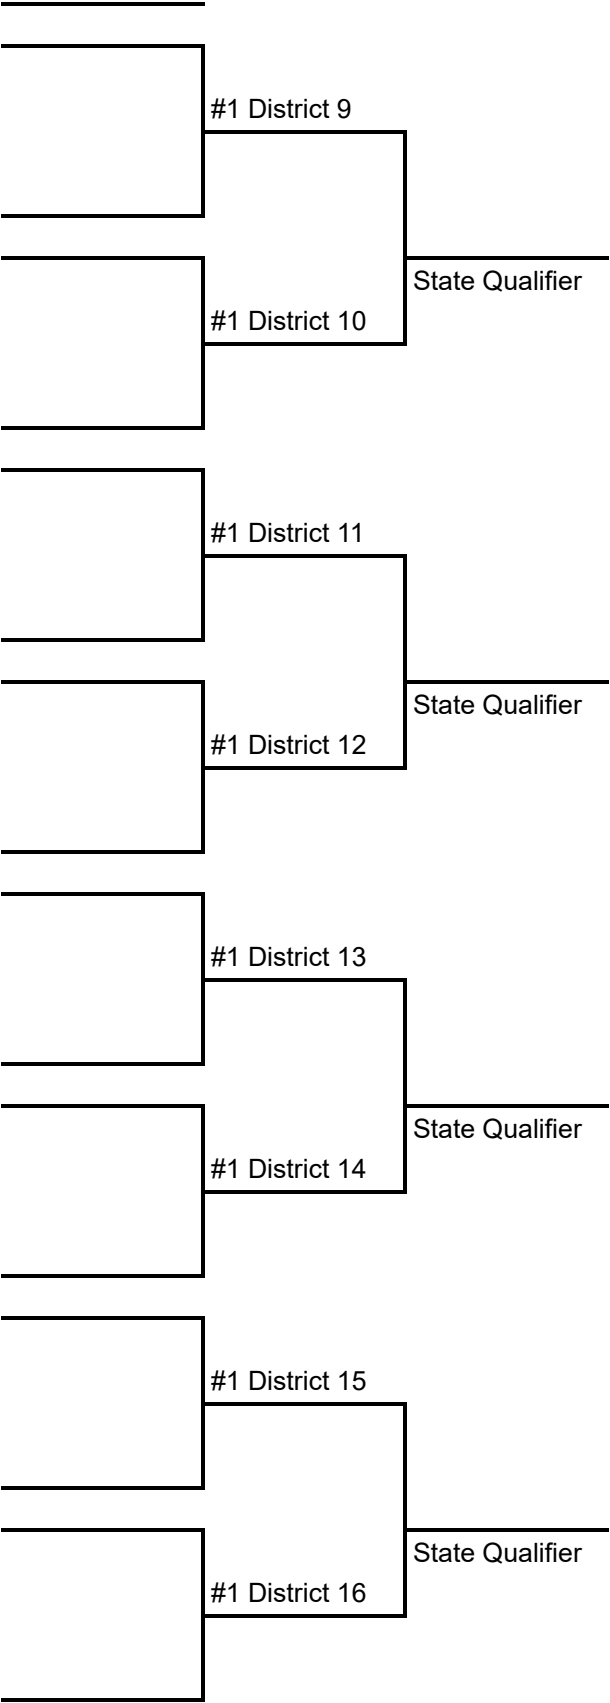 #1 District 9
State Qualifier
#1 District 10
#1 District 11
State Qualifier
#1 District 12
#1 District 13
State Qualifier
#1 District 14
#1 District 15
State Qualifier
#1 District 16